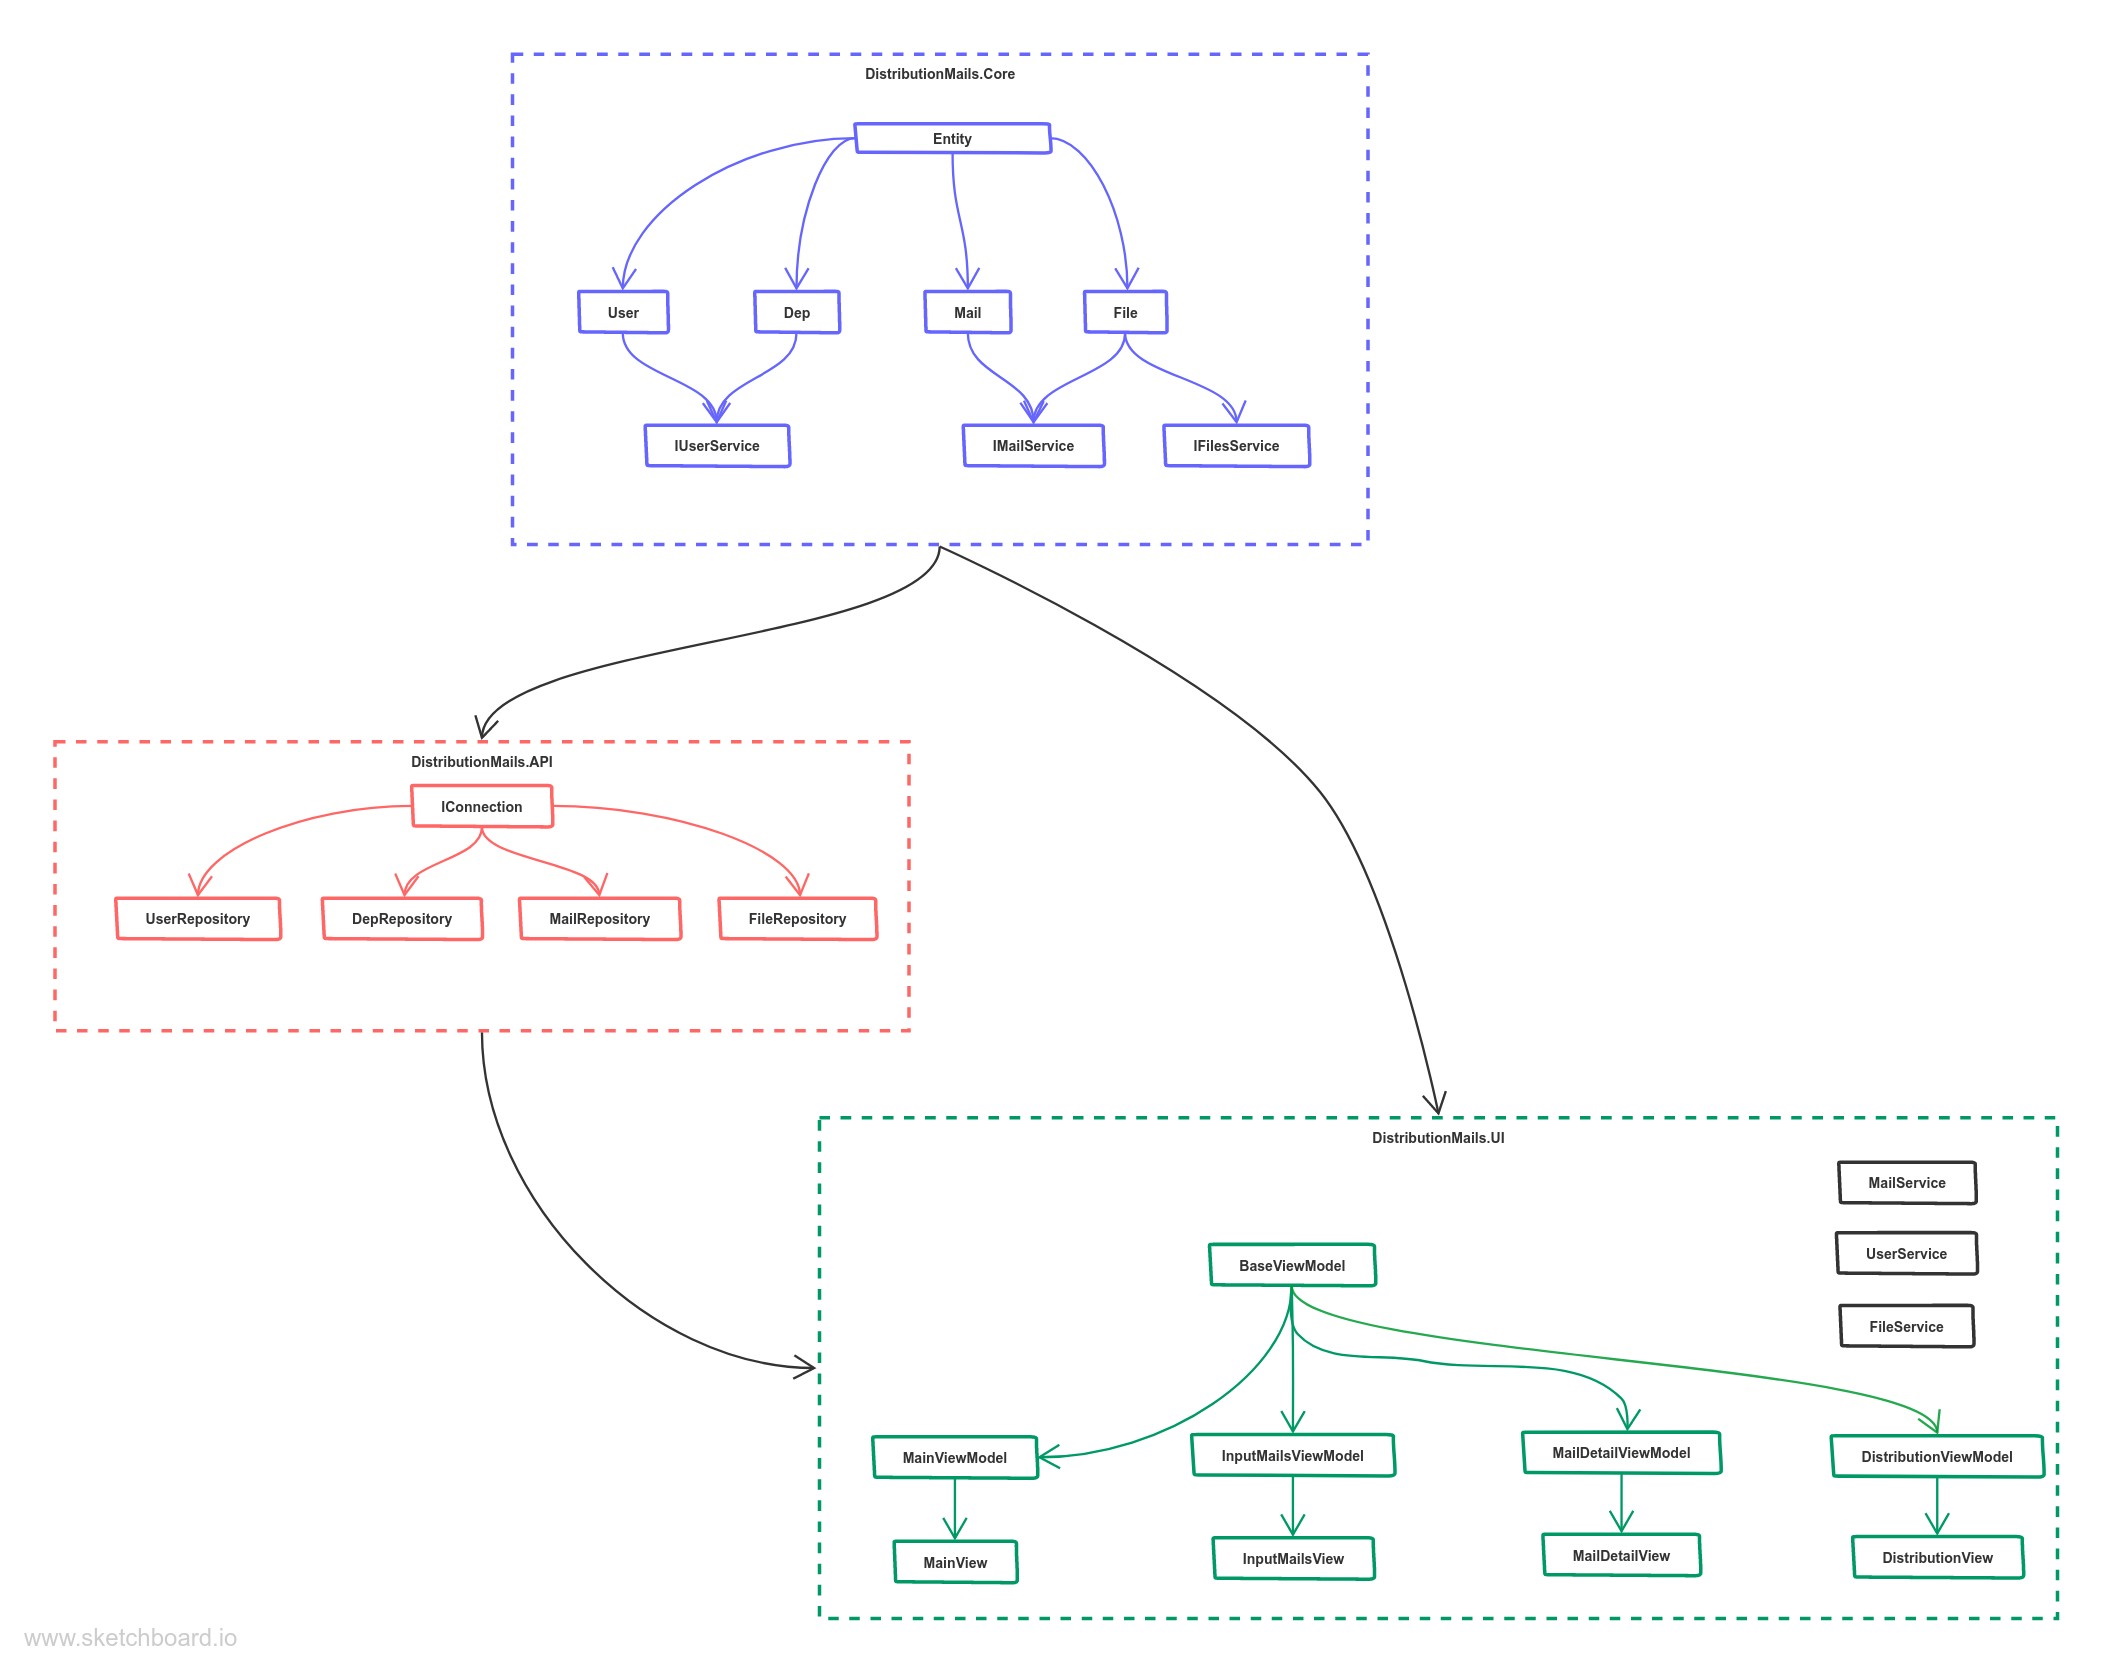 DistributionMails.Core
Entity
User
Dep
Mail
File
IUserService
IMailService
IFilesService
DistributionMails.API
IConnection
UserRepository
DepRepository
MailRepository
FileRepository
DistributionMails.UI
MailService
UserService
FileService
BaseViewModel
MainViewModel
InputMailsViewModel
MailDetailViewModel
DistributionViewModel
MainView
InputMailsView
MailDetailView
DistributionView
www.sketchboard.io